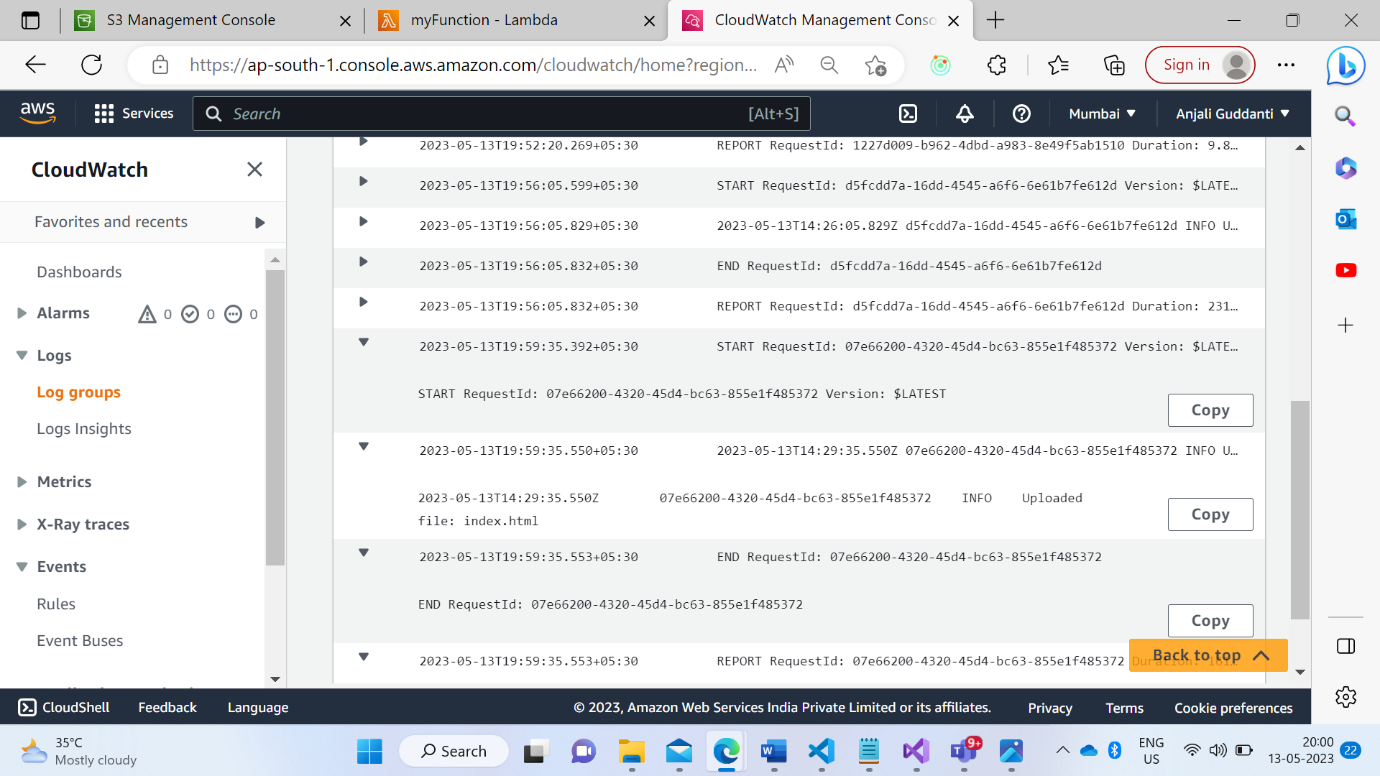 S3 Management Console
myFunction - Lambda
CloudWatch Management Conso
https://ap-south-1.console.aws.amazon.com/cloudwatch/home?region...
Sign in
aws
Services
Search
[Alt+S]
Mumbai
Anjali Guddanti
CloudWatch
Favorites and recents
Dashboards
Alarms 0 0 0
Logs
Log groups
Logs Insights
Metrics
X-Ray traces
Events
Rules
Event Buses
2023-05-13T19:52:20.269+05:30 REPORT RequestId: 1227d009-b962-4dbd-a983-8e49f5ab1510 Duration: 9.8…
2023-05-13T19:56:05.599+05:30 START RequestId: d5fcdd7a-16dd-4545-a6f6-6e61b7fe612d Version: $LATE…
2023-05-13T19:56:05.829+05:30 2023-05-13T14:26:05.829Z d5fcdd7a-16dd-4545-a6f6-6e61b7fe612d INFO U…
2023-05-13T19:56:05.832+05:30 END RequestId: d5fcdd7a-16dd-4545-a6f6-6e61b7fe612d
2023-05-13T19:56:05.832+05:30 REPORT RequestId: d5fcdd7a-16dd-4545-a6f6-6e61b7fe612d Duration: 231…
2023-05-13T19:59:35.392+05:30 START RequestId: 07e66200-4320-45d4-bc63-855e1f485372 Version: $LATE…
START RequestId: 07e66200-4320-45d4-bc63-855e1f485372 Version: $LATEST
Copy
2023-05-13T19:59:35.550+05:30 2023-05-13T14:29:35.550Z 07e66200-4320-45d4-bc63-855e1f485372 INFO U…
2023-05-13T14:29:35.550Z 07e66200-4320-45d4-bc63-855e1f485372 INFO Uploaded
file: index.html
Copy
2023-05-13T19:59:35.553+05:30 END RequestId: 07e66200-4320-45d4-bc63-855e1f485372
END RequestId: 07e66200-4320-45d4-bc63-855e1f485372
Copy
2023-05-13T19:59:35.553+05:30 REPORT RequestId: 07e66200-4320-45d4-bc63-855e1f485372
Back to top
CloudShell
Feedback
Language
© 2023, Amazon Web Services India Private Limited or its affiliates.
Privacy
Terms
Cookie preferences
35°C
Mostly cloudy
Search
9+
ENG
US
20:00
13-05-2023
22